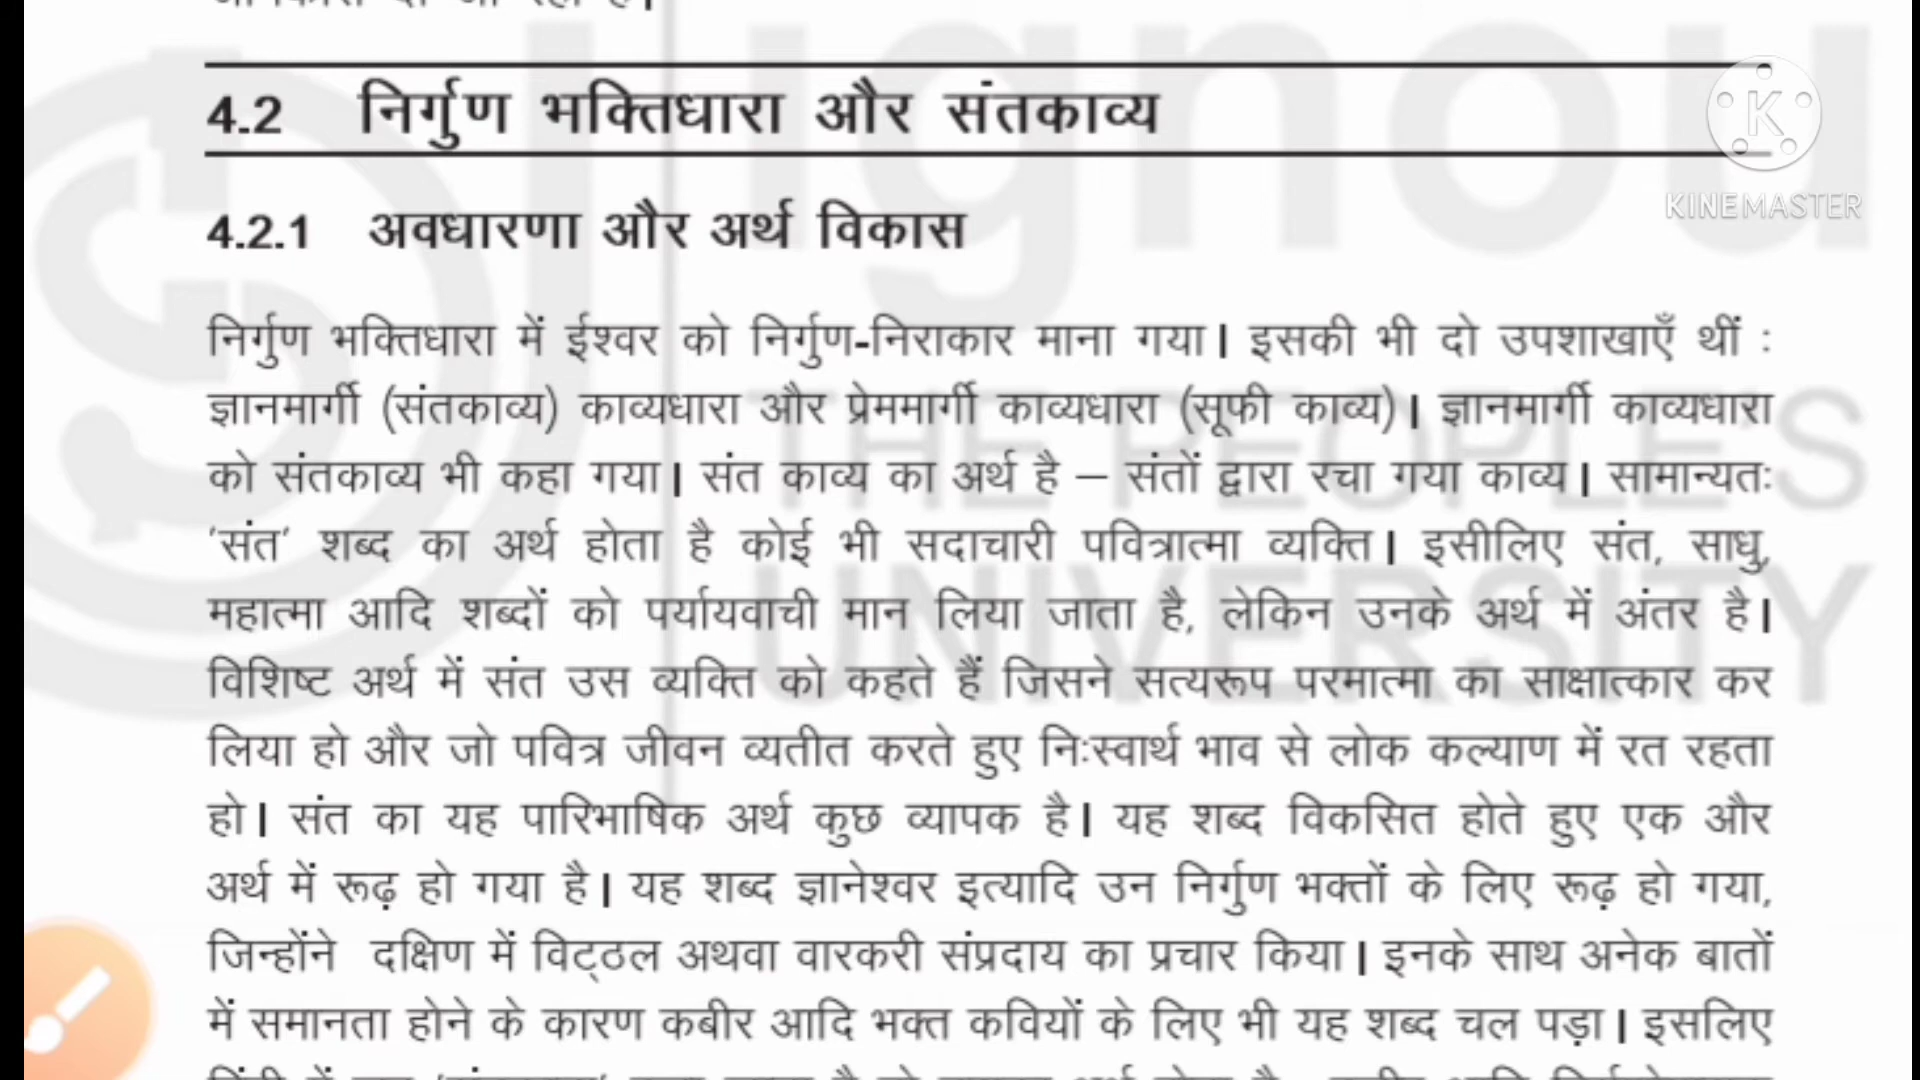 4.2 निर्गुण भक्तिधारा और संतकाव्य
K
KINEMASTER
4.2.1 अवधारणा और अर्थ विकास
ignou
THE PEOPLE'S
UNIVERSITY
निर्गुण भक्तिधारा में ईश्वर को निर्गुण-निराकार माना गया। इसकी भी दो उपशाखाएँ थीं :
ज्ञानमार्गी (संतकाव्य) काव्यधारा और प्रेममार्गी काव्यधारा (सूफी काव्य)। ज्ञानमार्गी काव्यधारा
को संतकाव्य भी कहा गया। संत काव्य का अर्थ है – संतों द्वारा रचा गया काव्य। सामान्यतः
'संत' शब्द का अर्थ होता है कोई भी सदाचारी पवित्रात्मा व्यक्ति। इसीलिए संत, साधु,
महात्मा आदि शब्दों को पर्यायवाची मान लिया जाता है, लेकिन उनके अर्थ में अंतर है।
विशिष्ट अर्थ में संत उस व्यक्ति को कहते हैं जिसने सत्यरूप परमात्मा का साक्षात्कार कर
लिया हो और जो पवित्र जीवन व्यतीत करते हुए निःस्वार्थ भाव से लोक कल्याण में रत रहता
हो। संत का यह पारिभाषिक अर्थ कुछ व्यापक है। यह शब्द विकसित होते हुए एक और
अर्थ में रूढ़ हो गया है। यह शब्द ज्ञानेश्वर इत्यादि उन निर्गुण भक्तों के लिए रूढ़ हो गया,
जिन्होंने दक्षिण में विट्ठल अथवा वारकरी संप्रदाय का प्रचार किया। इनके साथ अनेक बातों
में समानता होने के कारण कबीर आदि भक्त कवियों के लिए भी यह शब्द चल पड़ा। इसलिए